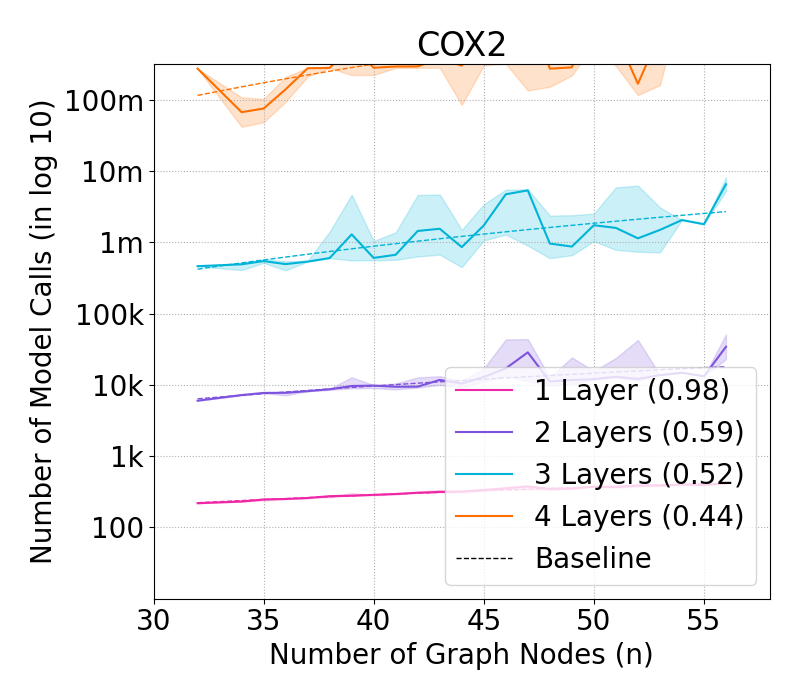 COX2
Number of Model Calls (in log 10)
100m
10m
1m
100k
10k
1k
100
1 Layer (0.98)
2 Layers (0.59)
3 Layers (0.52)
4 Layers (0.44)
Baseline
30 35 40 45 50 55
Number of Graph Nodes (n)